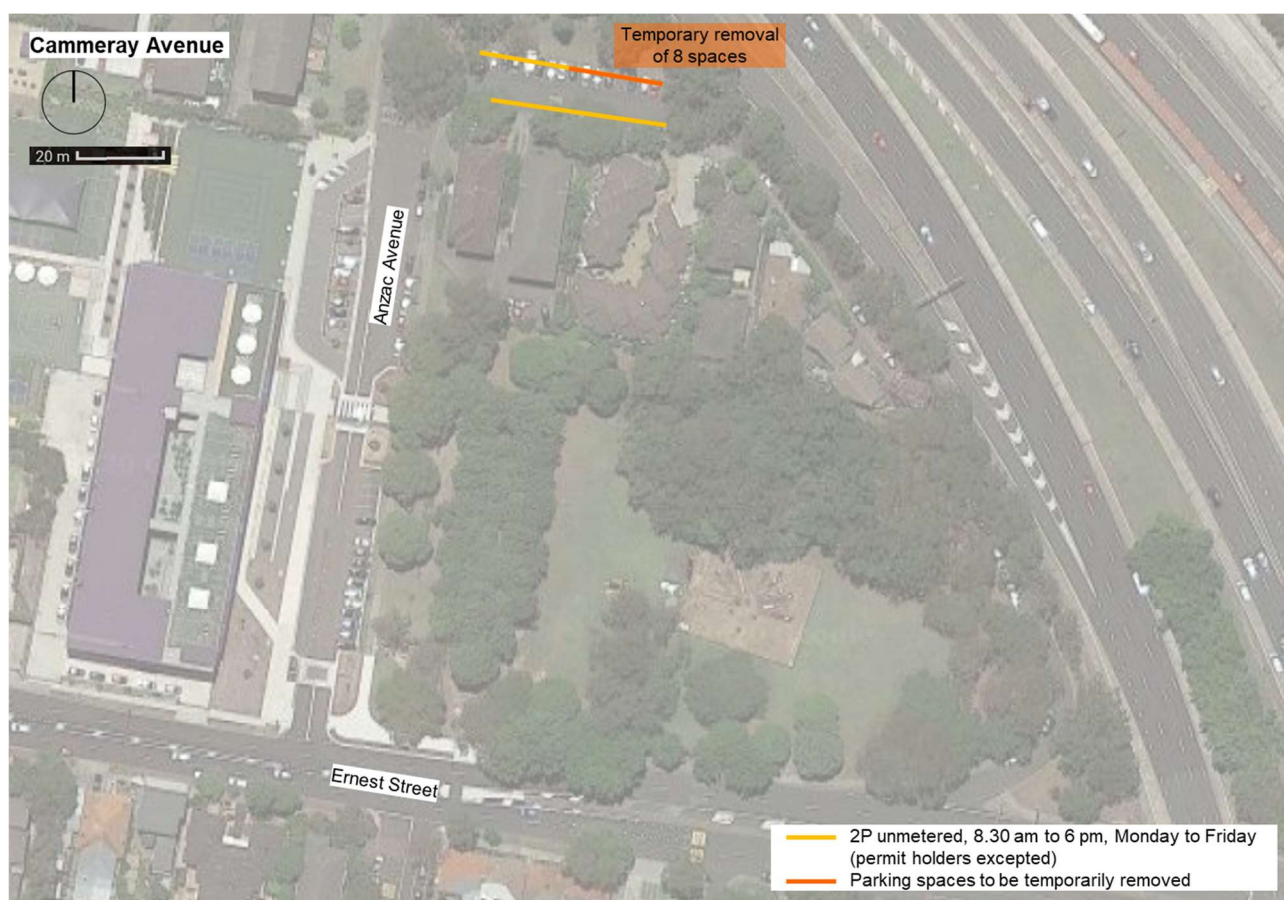 Cammeray Avenue
Temporary removal
of 8 spaces
20 m
Anzac Avenue
Ernest Street
2P unmetered, 8.30 am to 6 pm, Monday to Friday
(permit holders excepted)
Parking spaces to be temporarily removed